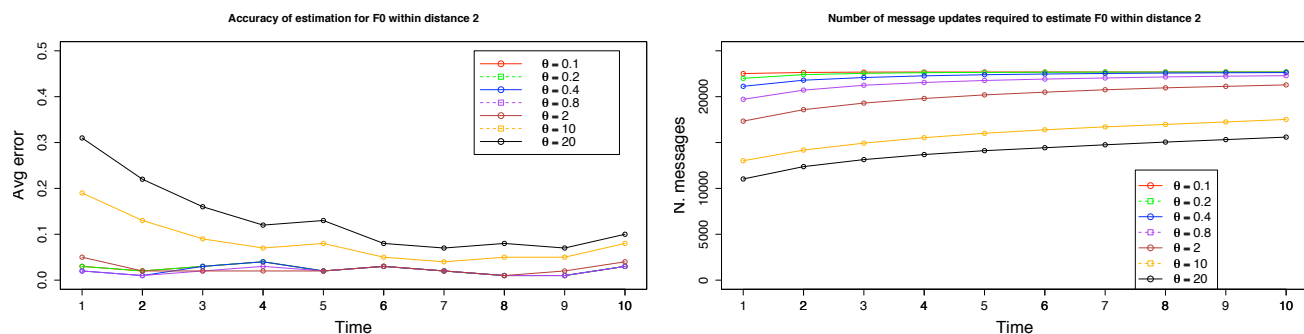 Accuracy of estimation for F0 within distance 2
Avg error
0.0 0.1 0.2 0.3 0.4 0.5
θ = 0.1
θ = 0.2
θ = 0.4
θ = 0.8
θ = 2
θ = 10
θ = 20
1 2 3 4 5 6 7 8 9 10
Time
Number of message updates required to estimate F0 within distance 2
N. messages
0 5000 10000 20000
θ = 0.1
θ = 0.2
θ = 0.4
θ = 0.8
θ = 2
θ = 10
θ = 20
1 2 3 4 5 6 7 8 9 10
Time